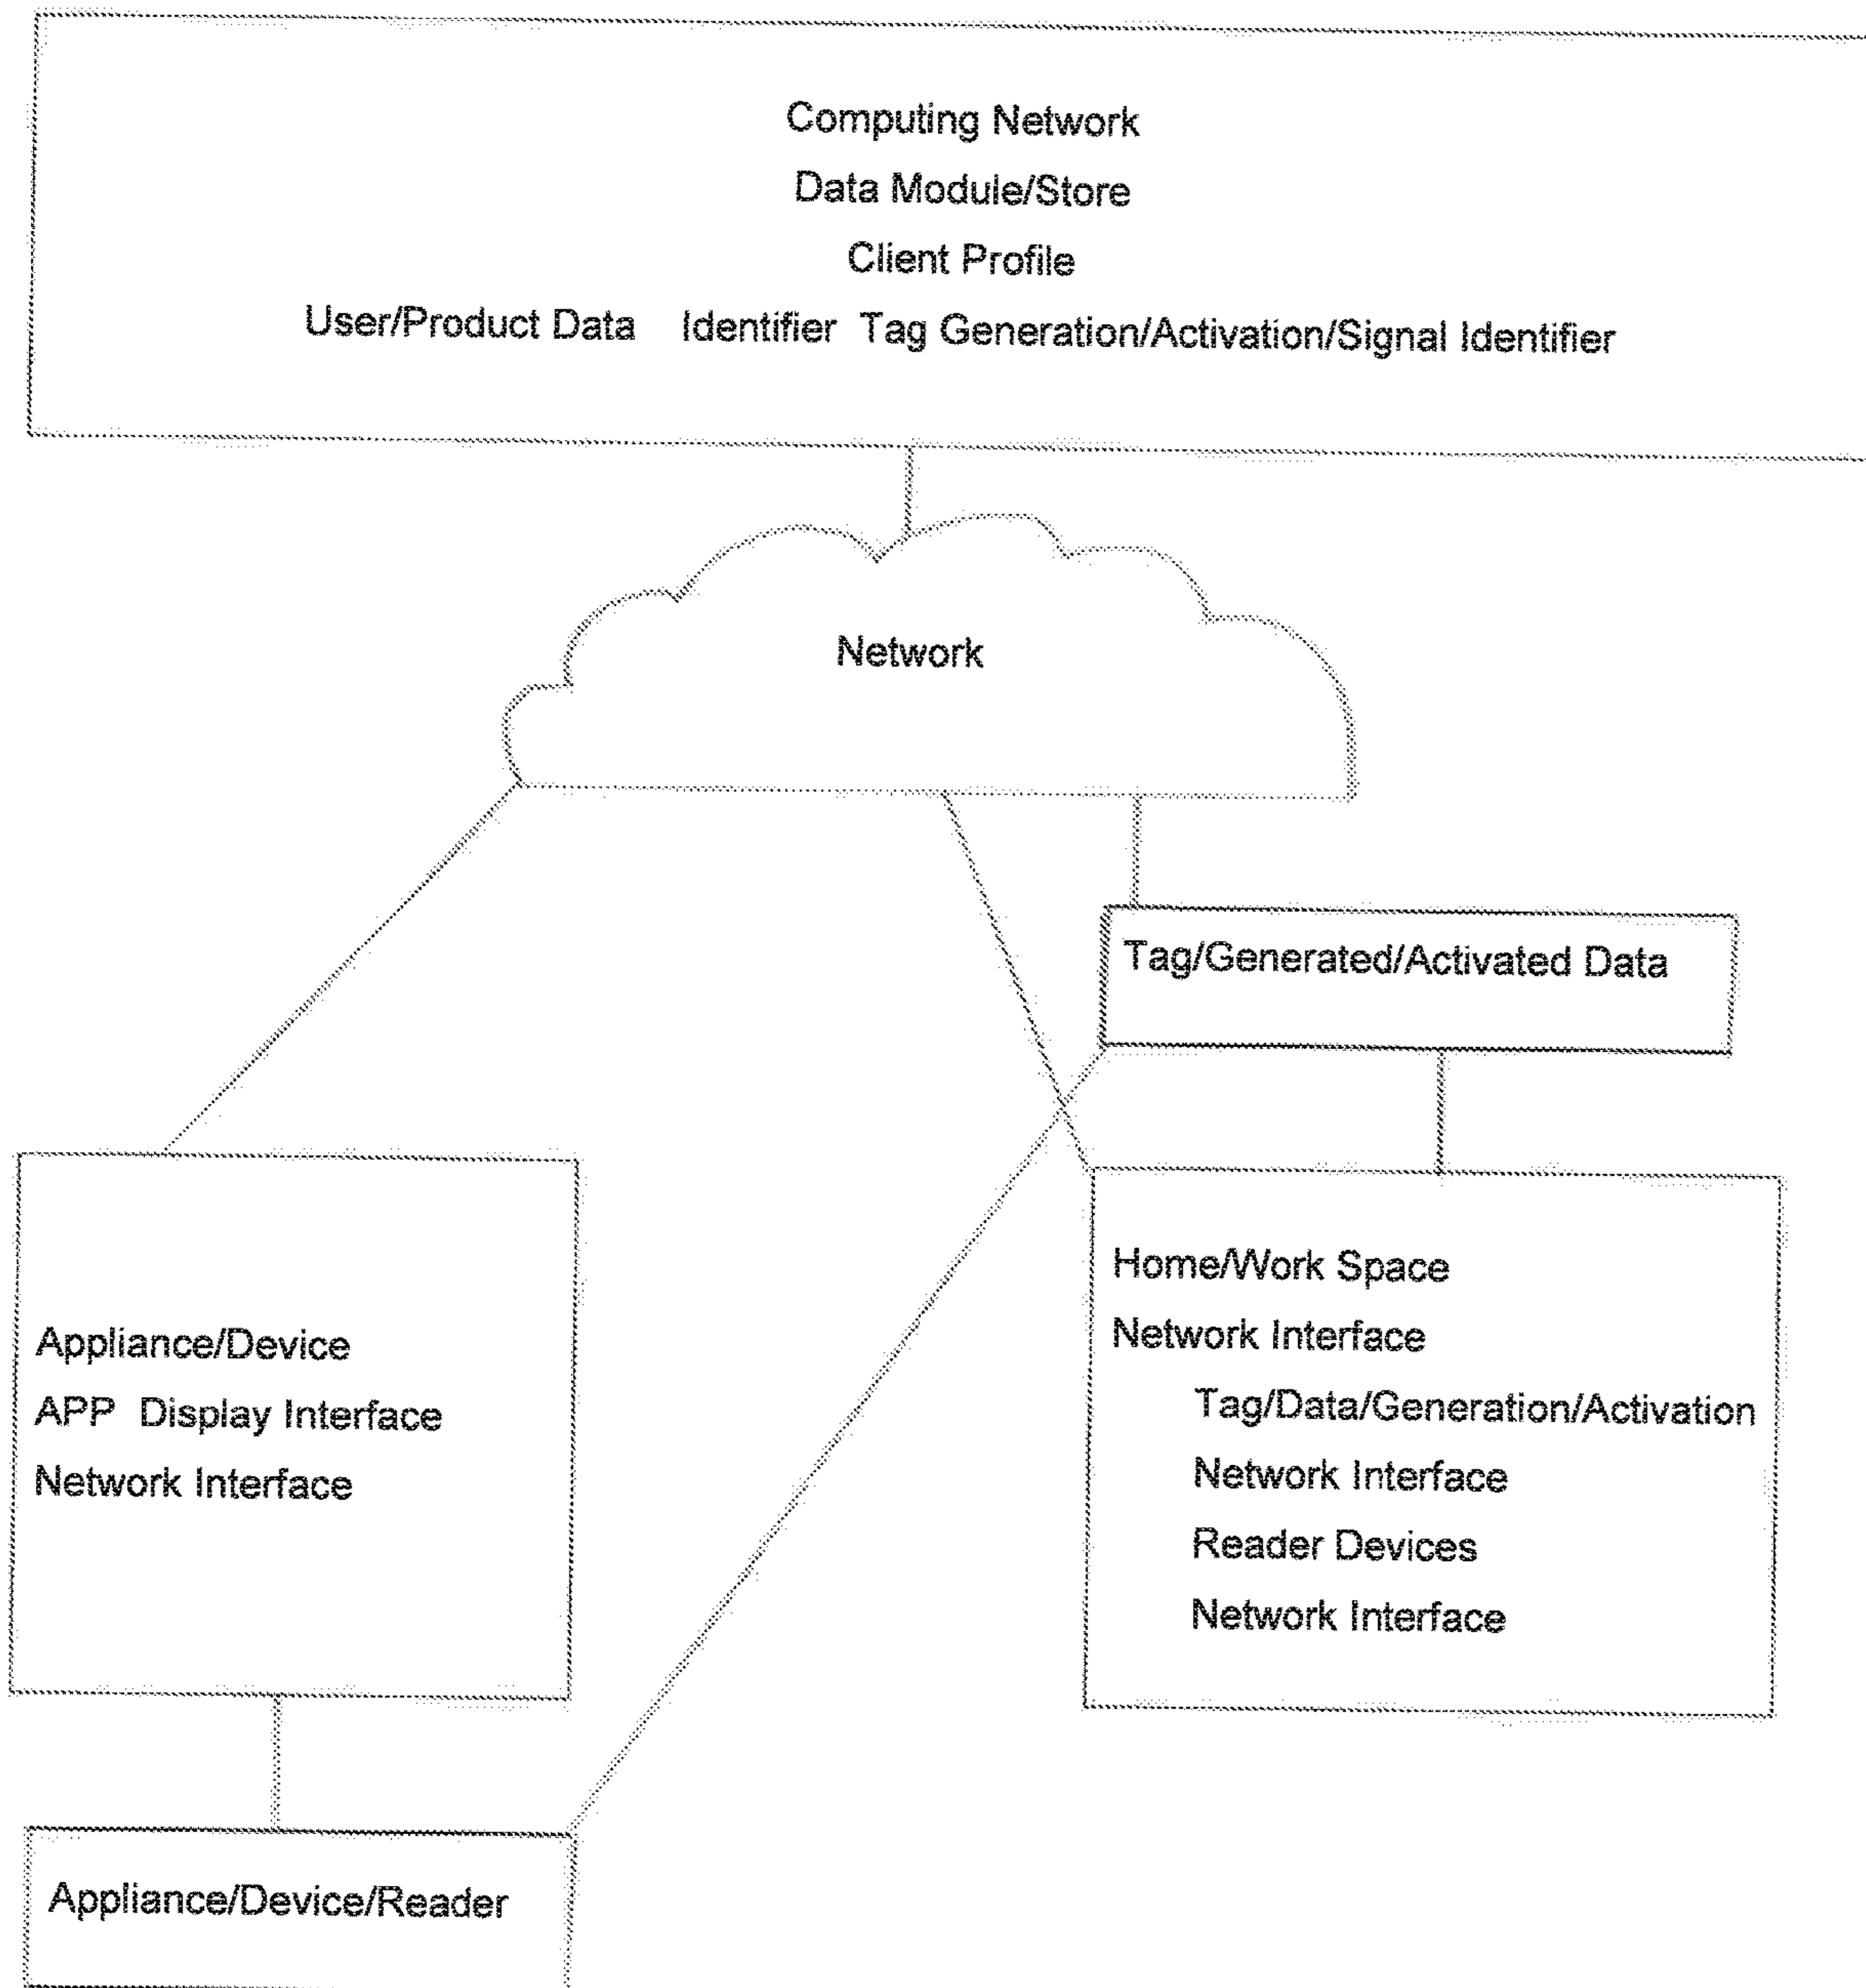 Computing Network
Data Module/Store
Client Profile
User/Product Data Identifier Tag Generation/Activation/Signal Identifier
Network
Tag/Generated/Activated Data
Appliance/Device
APP Display Interface
Network Interface
Home/Work Space
Network Interface
Tag/Data/Generation/Activation
Network Interface
Reader Devices
Network Interface
Appliance/Device/Reader